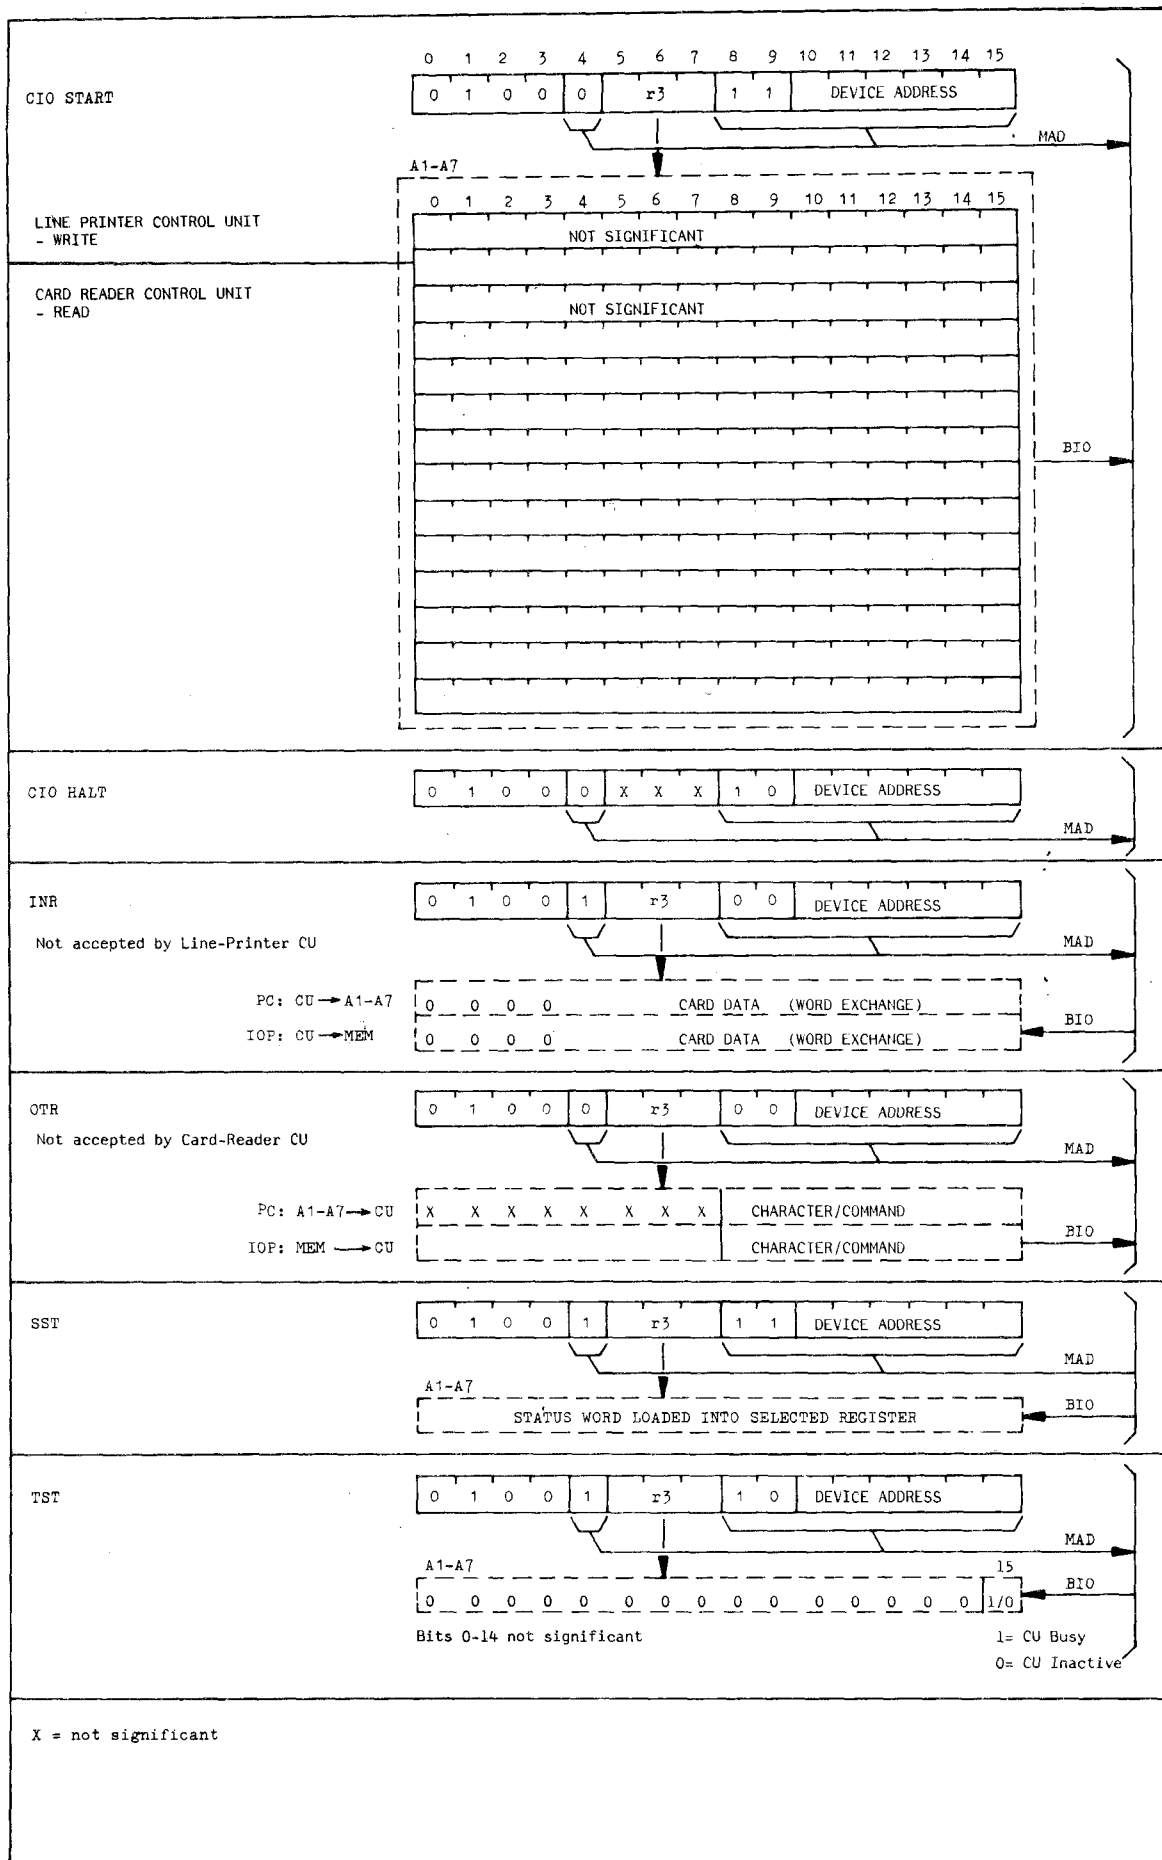 0 1 2 3 4 5 6 7 8 9 10 11 12 13 14 15
CIO START 0 1 0 0 0 r3 1 1 DEVICE ADDRESS
MAD
A1-A7
0 1 2 3 4 5 6 7 8 9 10 11 12 13 14 15
LINE PRINTER CONTROL UNIT
- WRITE
NOT SIGNIFICANT
CARD READER CONTROL UNIT
- READ
NOT SIGNIFICANT
BIO
CIO HALT 0 1 0 0 0 X X X 1 0 DEVICE ADDRESS
MAD
INR 0 1 0 0 1 r3 0 0 DEVICE ADDRESS
Not accepted by Line-Printer CU
MAD
PC: CU → A1-A7 0 0 0 0 CARD DATA (WORD EXCHANGE)
BIO
IOP: CU → MEM 0 0 0 0 CARD DATA (WORD EXCHANGE)
OTR 0 1 0 0 0 r3 0 0 DEVICE ADDRESS
Not accepted by Card-Reader CU
MAD
PC: A1-A7 → CU X X X X X X X X CHARACTER/COMMAND
BIO
IOP: MEM → CU CHARACTER/COMMAND
SST 0 1 0 0 1 r3 1 1 DEVICE ADDRESS
MAD
A1-A7
BIO
STATUS WORD LOADED INTO SELECTED REGISTER
TST 0 1 0 0 1 r3 1 0 DEVICE ADDRESS
MAD
A1-A7 15
BIO
0 0 0 0 0 0 0 0 0 0 0 0 0 0 0 1/0
Bits 0-14 not significant 1= CU Busy
0= CU Inactive
X = not significant